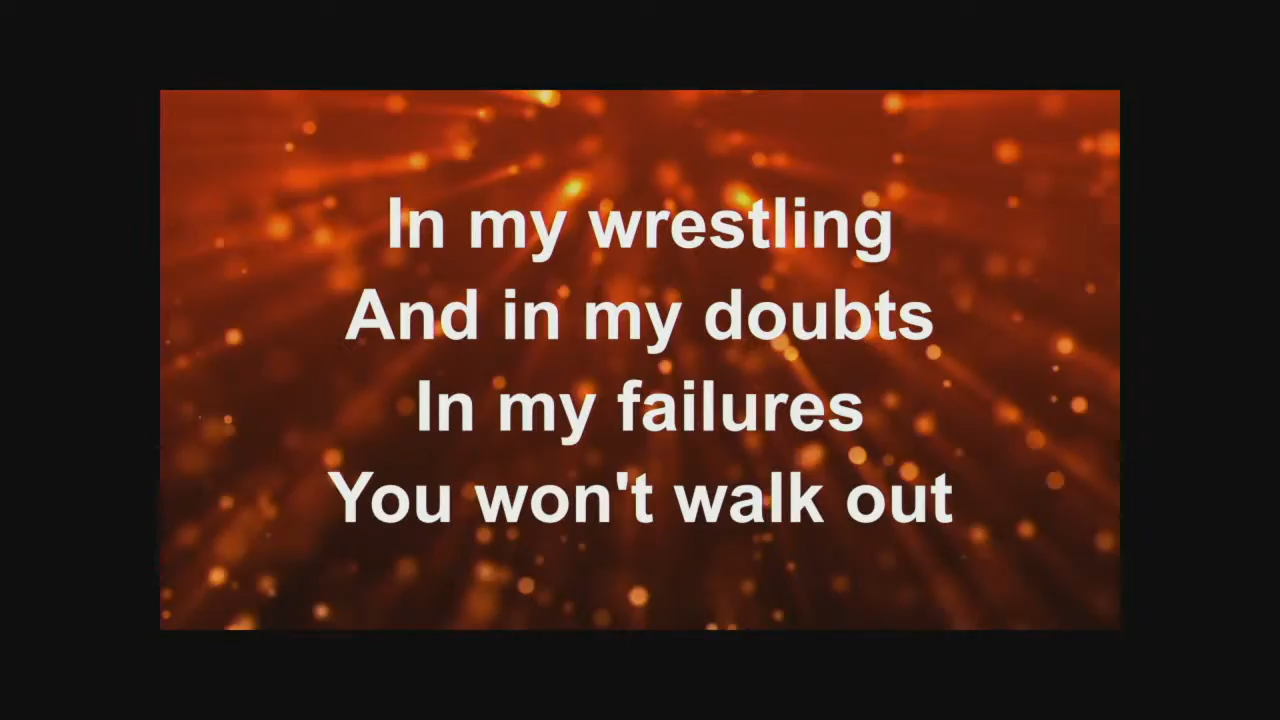 In my wrestling
And in my doubts
In my failures
You won't walk out